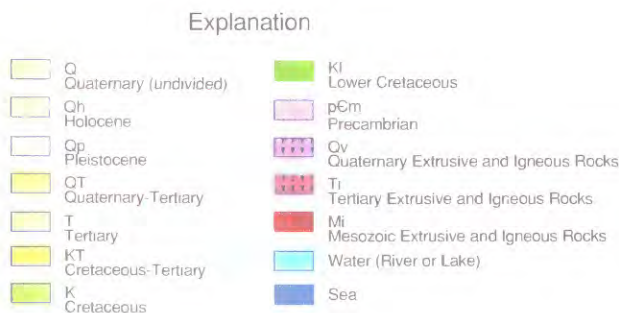 Explanation
Q
Quaternary (undivided)
Qh
Holocene
Qp
Pleistocene
QT
Quaternary-Tertiary
T
Tertiary
KT
Cretaceous-Tertiary
K
Cretaceous
Kl
Lower Cretaceous
p€m
Precambrian
Qv
Quaternary Extrusive and Igneous Rocks
Ti
Tertiary Extrusive and Igneous Rocks
Mi
Mesozoic Extrusive and Igneous Rocks
Water (River or Lake)
Sea